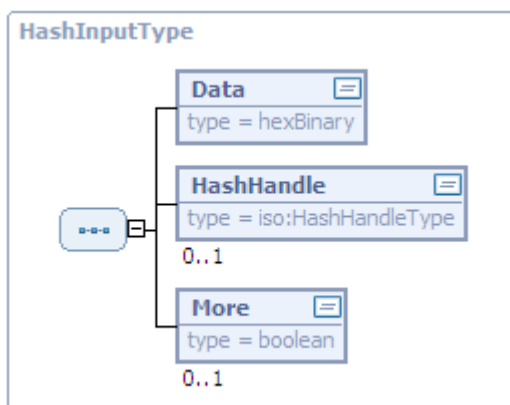 HashInputType
Data
type = hexBinary
HashHandle
type = iso:HashHandleType
0..1
More
type = boolean
0..1